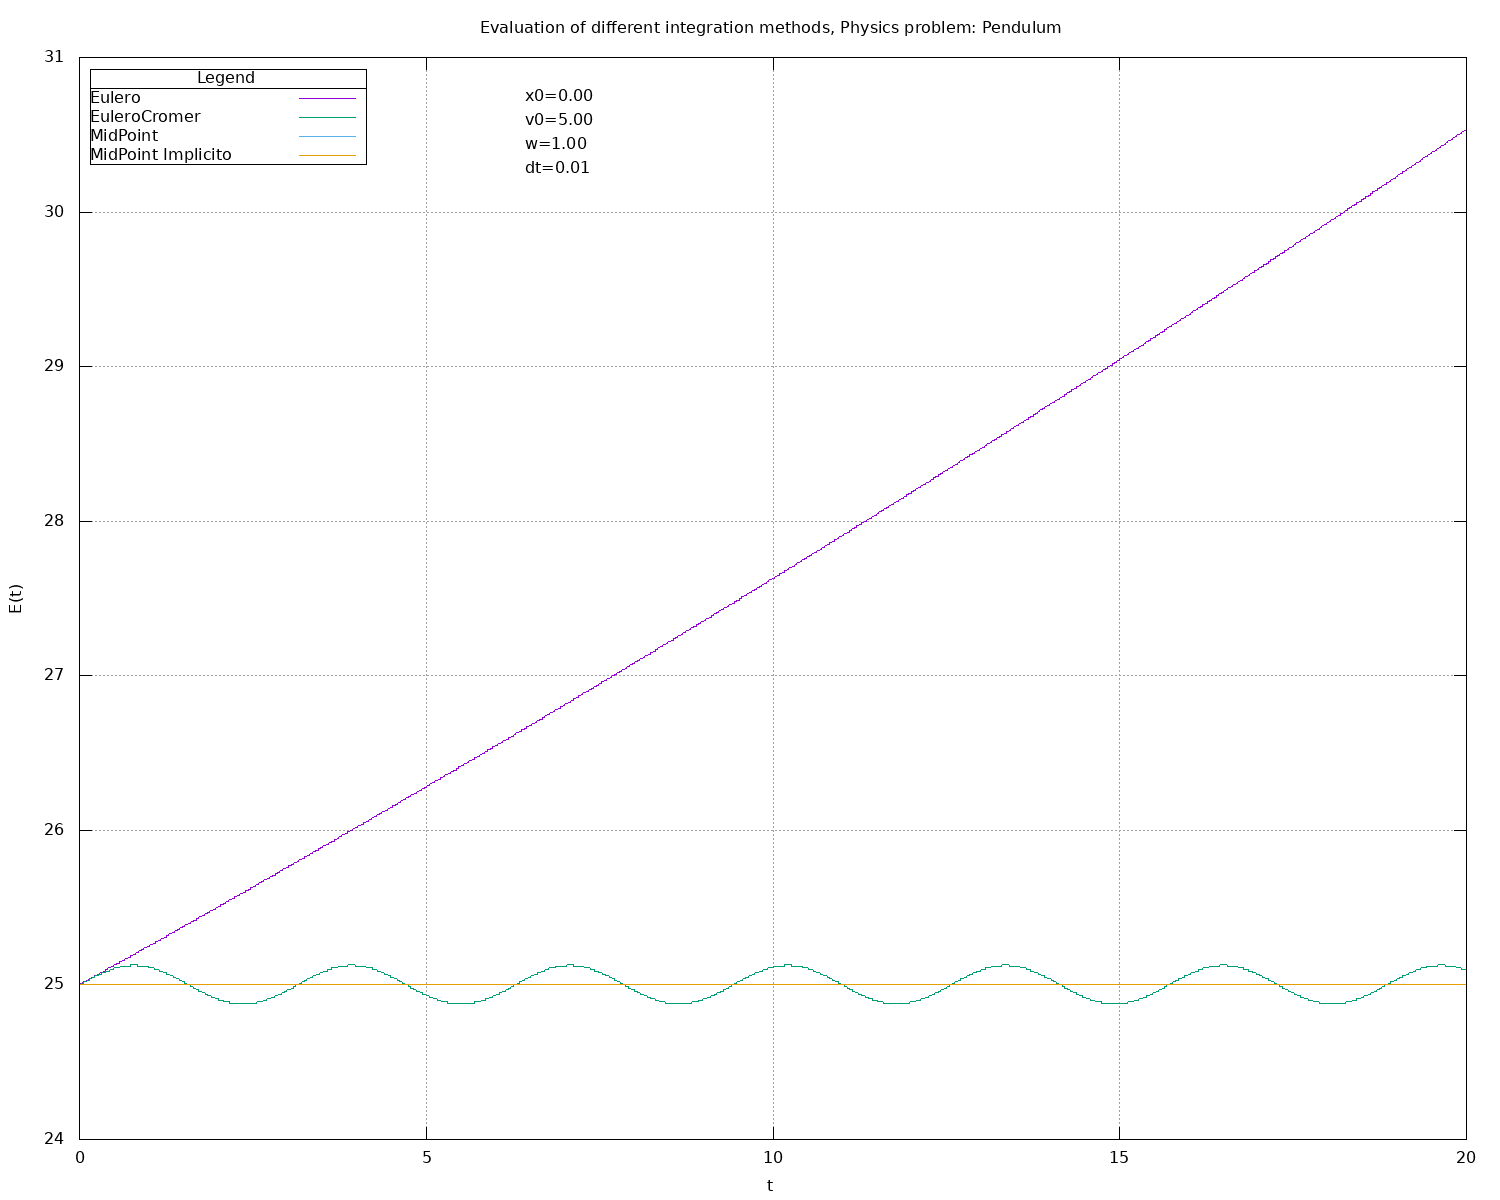 Evaluation of different integration methods, Physics problem: Pendulum
31
30
29
28
27
26
25
24
E(t)
Legend
Eulero
EuleroCromer
MidPoint
MidPoint Implicito
x0=0.00
v0=5.00
w=1.00
dt=0.01
0 5 10 15 20
t